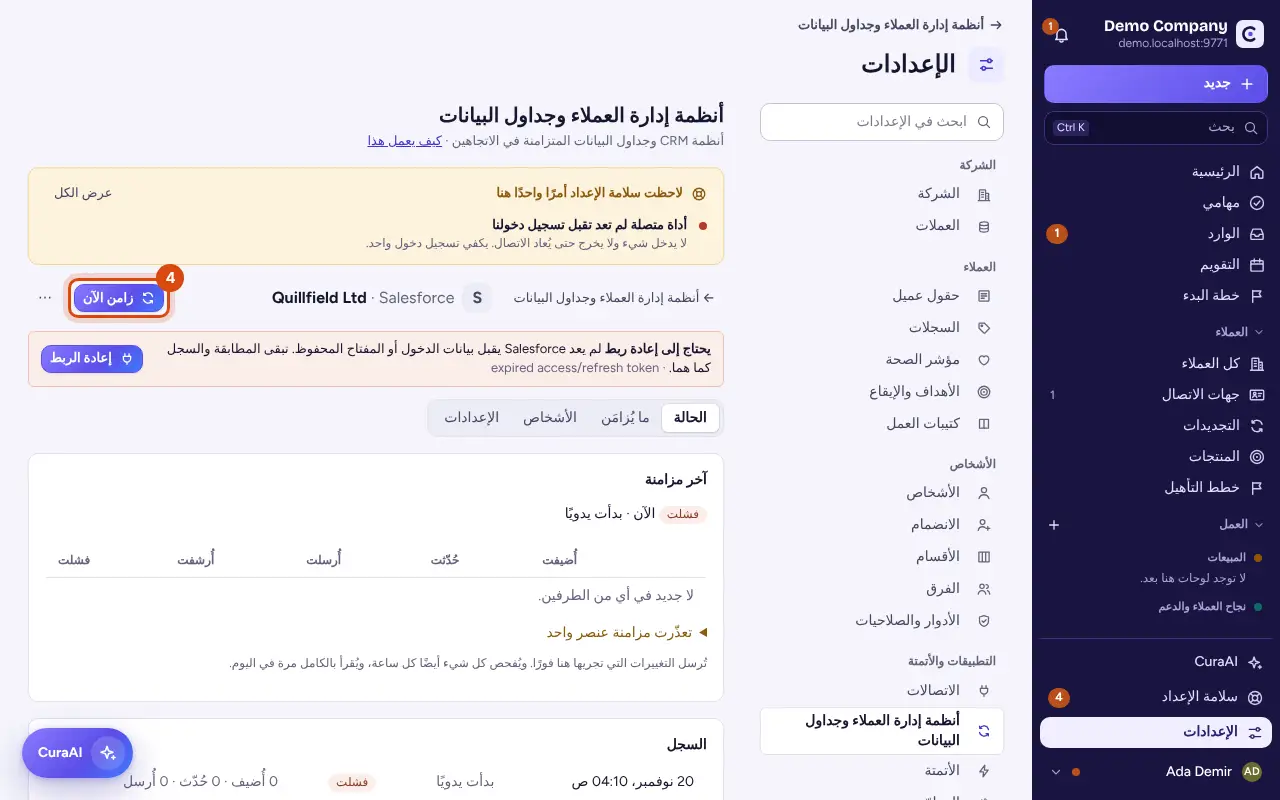 Demo Company
demo.localhost:9771
1
جديد
بحث
Ctrl K
الرئيسية
مهامي
الوارد
1
التقويم
خطة البدء
العملاء
كل العملاء
جهات الاتصال
1
التجديدات
المنتجات
خطط التأهيل
العمل
المبيعات
لا توجد لوحات هنا بعد.
نجاح العملاء والدعم
CuraAI
سلامة الإعداد
4
الإعدادات
Ada Demir
AD
→ أنظمة إدارة العملاء وجداول البيانات
الإعدادات
ابحث في الإعدادات
الشركة
الشركة
العملات
العملاء
حقول عميل
السجلات
مؤشر الصحة
الأهداف والإيقاع
كتيبات العمل
الأشخاص
الأشخاص
الانضمام
الأقسام
الفرق
الأدوار والصلاحيات
التطبيقات والأتمتة
الاتصالات
أنظمة إدارة العملاء وجداول
البيانات
الأتمتة
أنظمة إدارة العملاء وجداول البيانات
أنظمة CRM وجداول البيانات المتزامنة في الاتجاهين · كيف يعمل هذا
لاحظت سلامة الإعداد أمرًا واحدًا هنا
عرض الكل
أداة متصلة لم تعد تقبل تسجيل دخولنا
لا يدخل شيء ولا يخرج حتى يُعاد الاتصال. يكفي تسجيل دخول واحد.
← أنظمة إدارة العملاء وجداول البيانات
S
Quillfield Ltd · Salesforce
زامن الآن
4
...
يحتاج إلى إعادة ربط لم يعد Salesforce يقبل بيانات الدخول أو المفتاح المحفوظ. تبقى المطابقة والسجل
كما هما. · expired access/refresh token
إعادة الربط
الحالة
ما يُزامَن
الأشخاص
الإعدادات
آخر مزامنة
فشلت الآن · بدأت يدويًا
أُضيفت
حُدّثت
أُرسلت
أُرشفت
فشلت
لا جديد في أي من الطرفين.
تعذّرت مزامنة عنصر واحد
تُرسل التغييرات التي تجريها هنا فورًا. ويُفحص كل شيء أيضًا كل ساعة، ويُقرأ بالكامل مرة في اليوم.
السجل
20 نوفمبر، 04:10 ص
بدأت يدويًا
فشلت
0 أُضيف · 0 حُدّث · 0 أُرسل
CuraAI